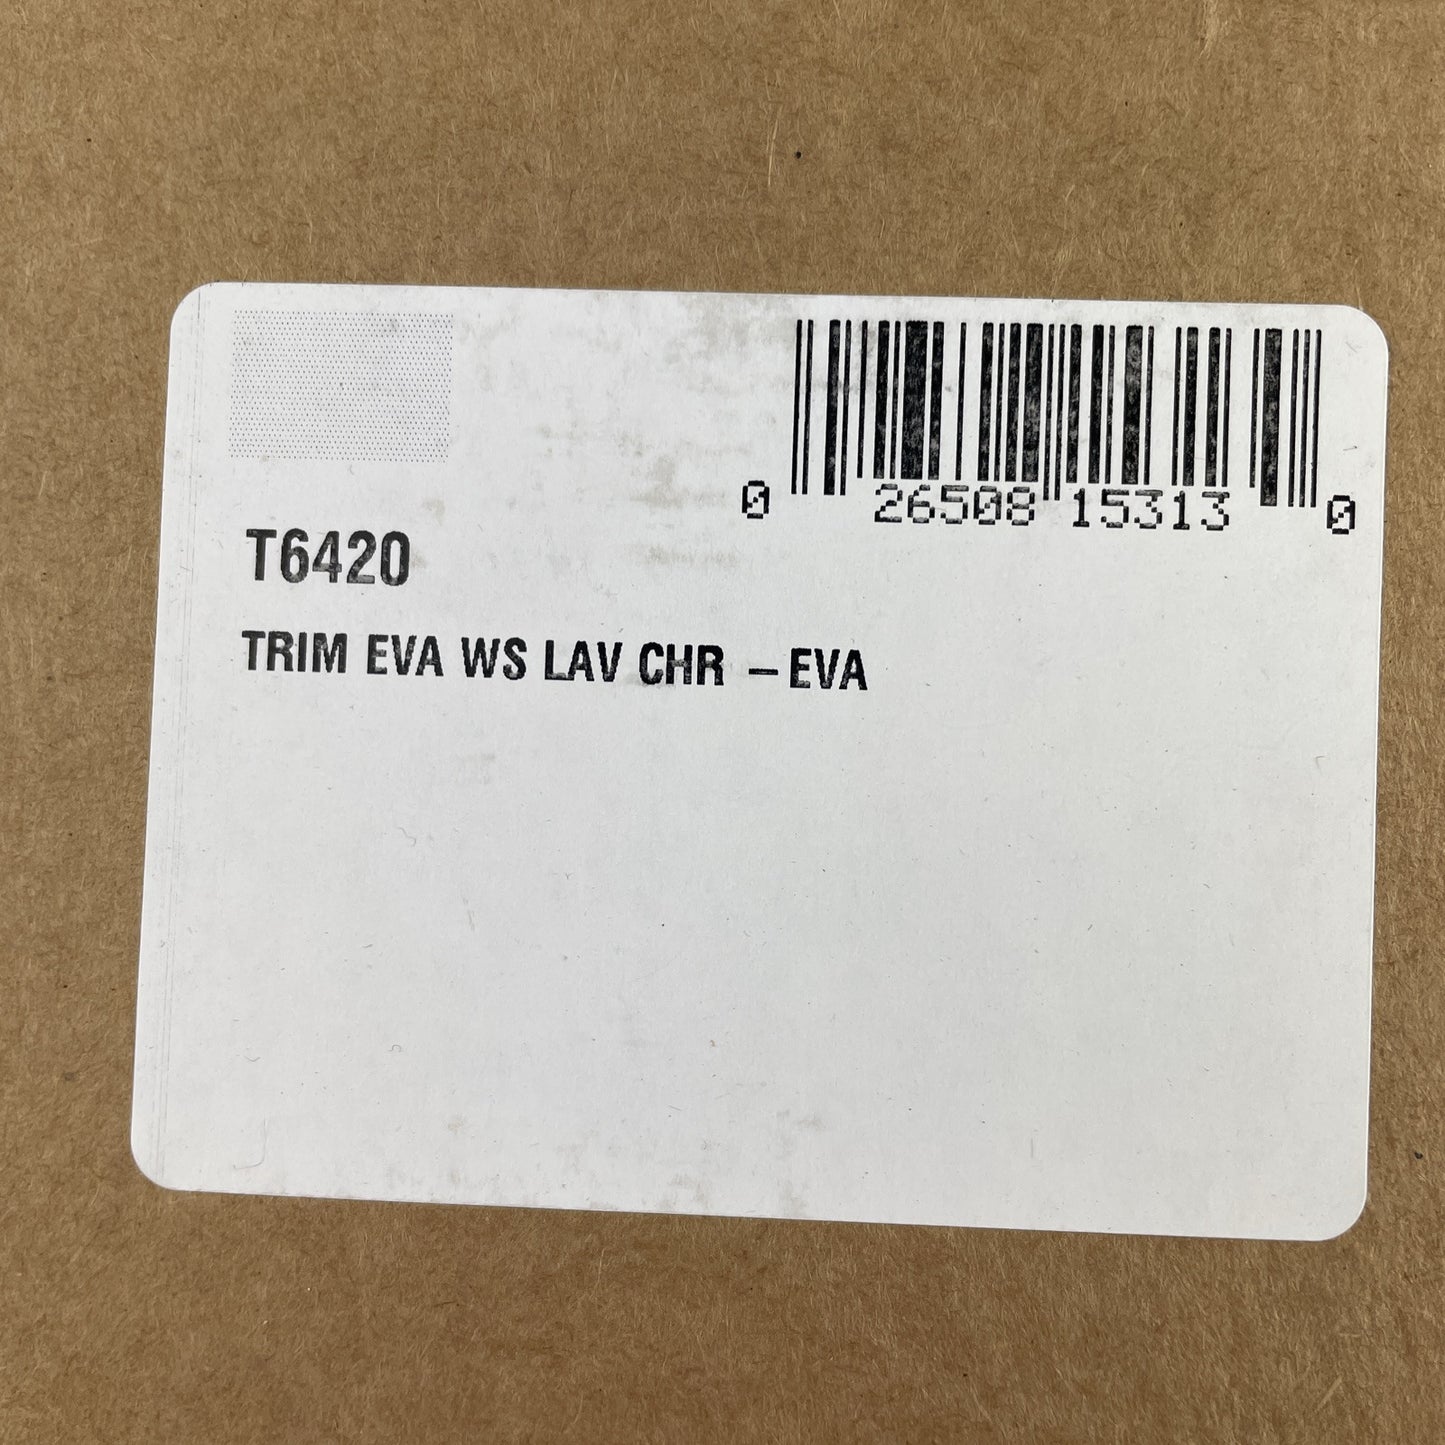 0 26508 15313 0
T6420
TRIM EVA WS LAV CHR – EVA